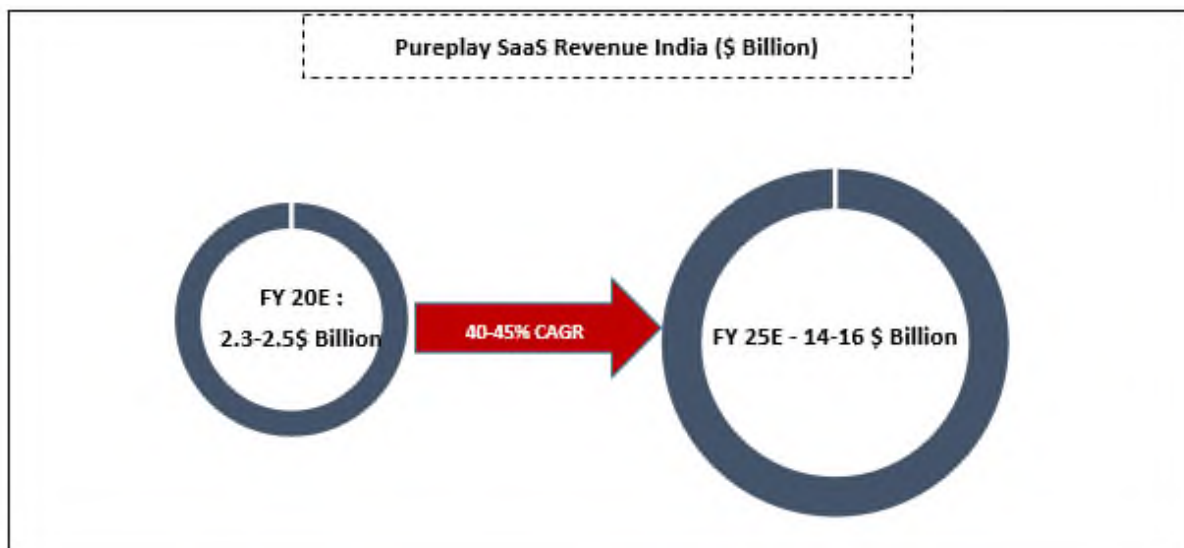 Pureplay SaaS Revenue India ($ Billion)
FY 20E :
2.3-2.5$ Billion
40-45% CAGR
FY 25E - 14-16 $ Billion